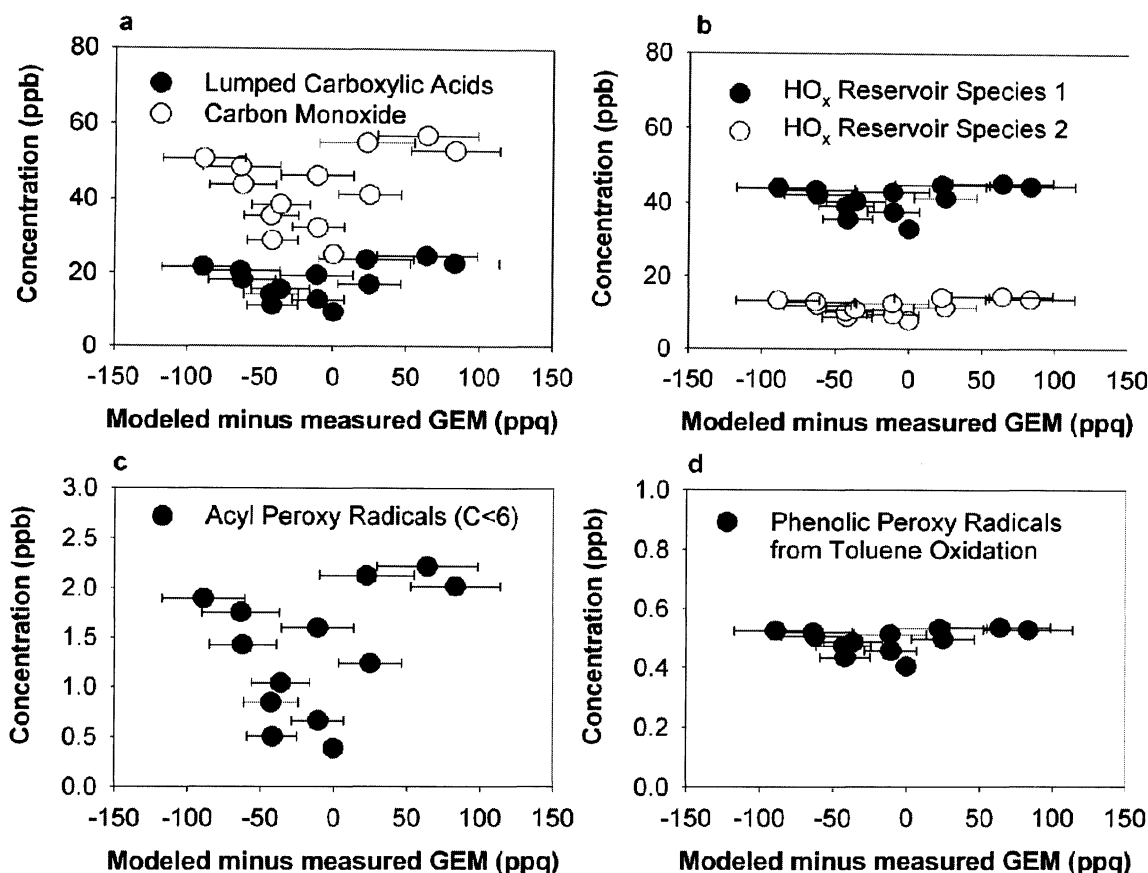 a
80
60
40
20
0
Concentration (ppb)
Lumped Carboxylic Acids
Carbon Monoxide
-150 -100 -50 0 50 100 150
Modeled minus measured GEM (ppq)
b
80
60
40
20
0
Concentration (ppb)
HOx Reservoir Species 1
HOx Reservoir Species 2
-150 -100 -50 0 50 100 150
Modeled minus measured GEM (ppq)
c
3.0
2.5
2.0
1.5
1.0
0.5
0.0
Concentration (ppb)
Acyl Peroxy Radicals (C<6)
-150 -100 -50 0 50 100 150
Modeled minus measured GEM (ppq)
d
1.0
0.8
0.6
0.4
0.2
0.0
Concentration (ppb)
Phenolic Peroxy Radicals
from Toluene Oxidation
-150 -100 -50 0 50 100 150
Modeled minus measured GEM (ppq)